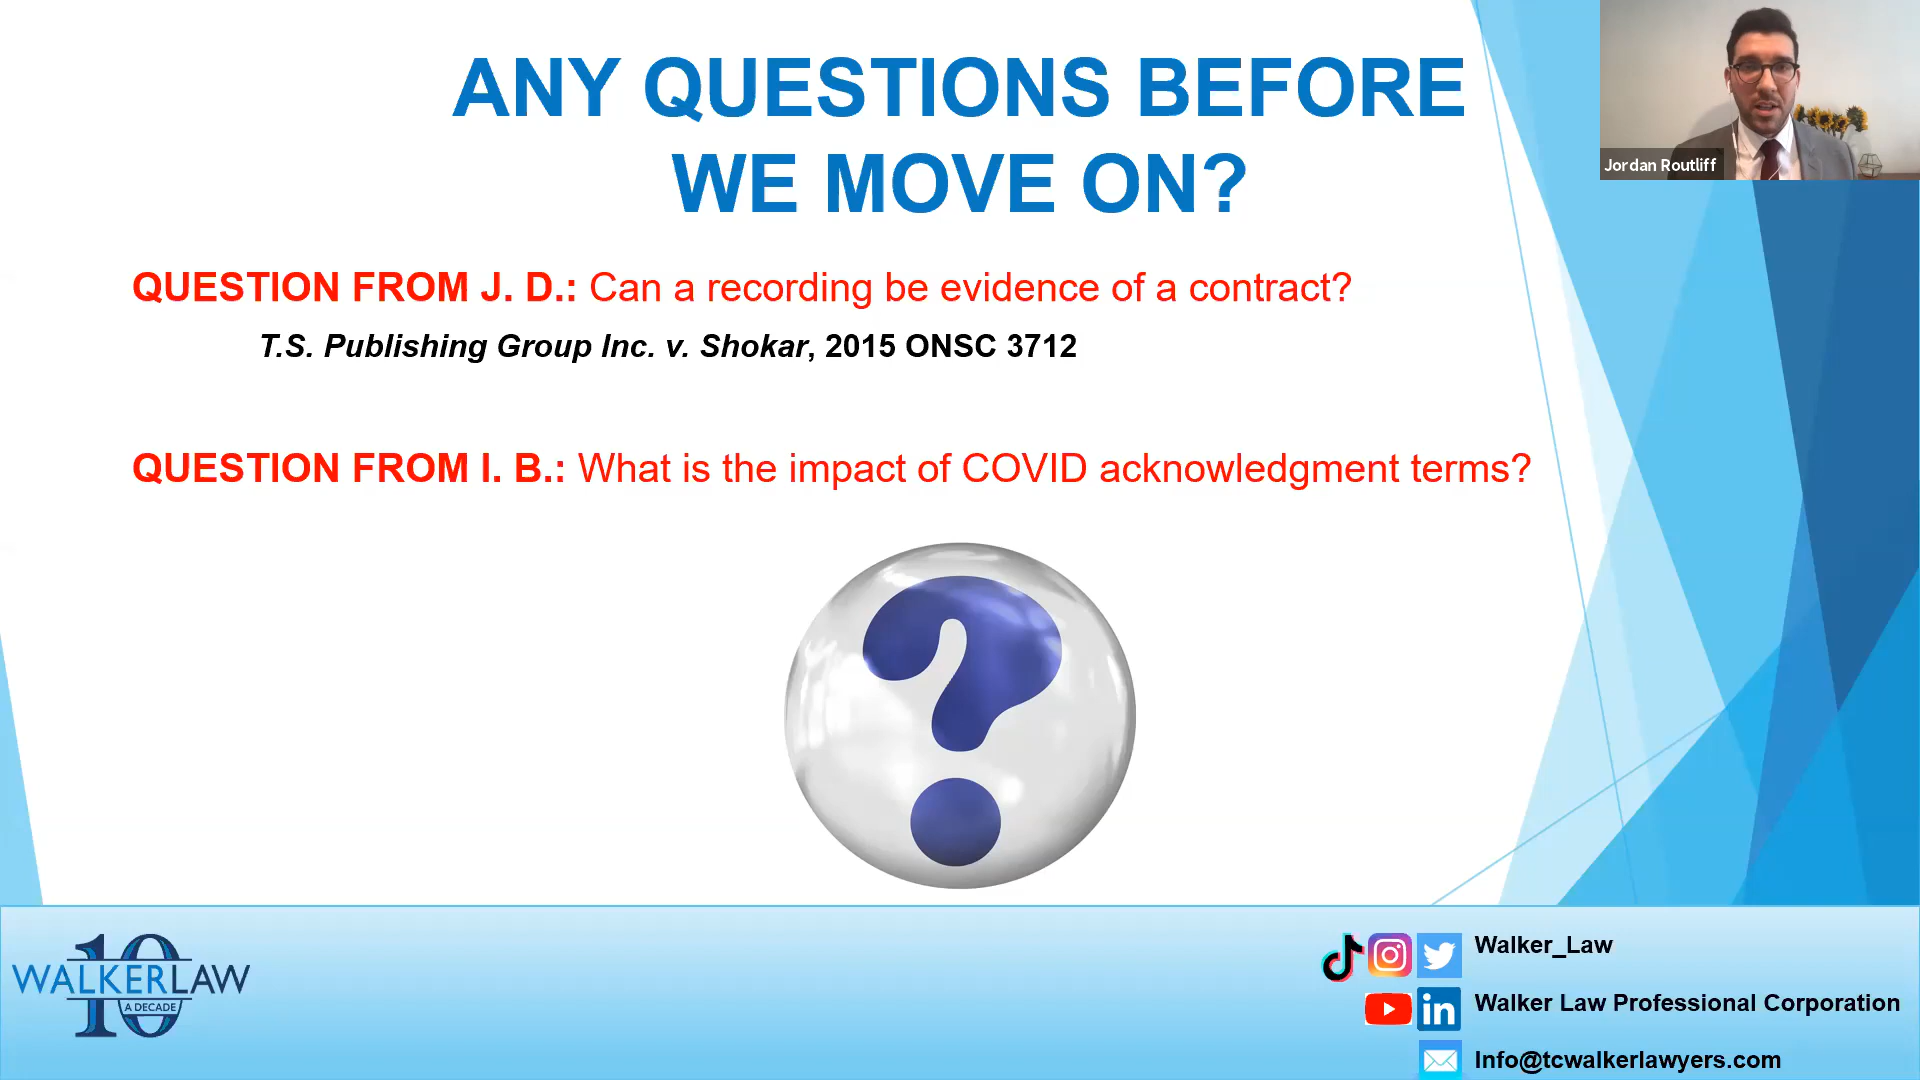 ANY QUESTIONS BEFORE
WE MOVE ON?
Jordan Routliff
QUESTION FROM J. D.: Can a recording be evidence of a contract?
T.S. Publishing Group Inc. v. Shokar, 2015 ONSC 3712
QUESTION FROM I. B.: What is the impact of COVID acknowledgment terms?
10
WALKERLAW
A DECADE
Walker_Law
Walker Law Professional Corporation
Info@tcwalkerlawyers.com